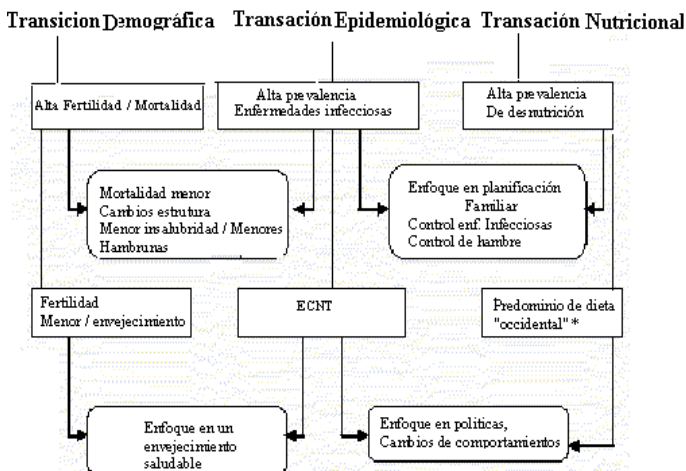 Transicion Demográfica
Transación Epidemiológica
Transación Nutricional
Alta Fertilidad / Mortalidad
Alta prevalencia
Enfermedades infecciosas
Alta prevalencia
De desnutrición
Mortalidad menor
Cambios estrutura
Menor insalubridad / Menores
Hambrunas
Enfoque en planificación
Familiar
Control enf. Infecciosas
Control de hambre
Fertilidad
Menor / envejecimiento
ECNT
Predominio de dieta
"occidental" *
Enfoque en un
envejecimiento
saludable
Enfoque en politicas,
Cambios de comportamientos